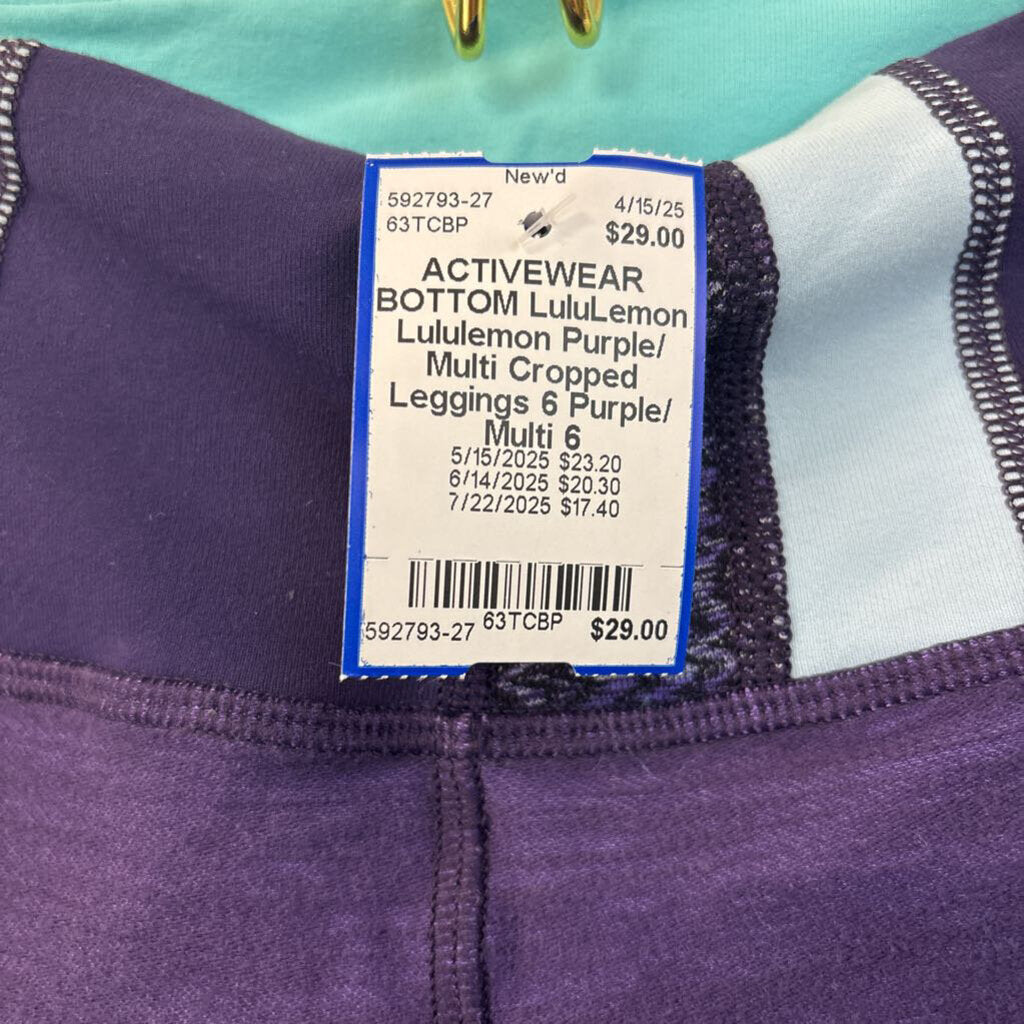 New'd
592793-27 4/15/25
63TCBP $29.00
ACTIVEWEAR
BOTTOM LuluLemon
Lululemon Purple/
Multi Cropped
Leggings 6 Purple/
Multi 6
5/15/2025 $23.20
6/14/2025 $20.30
7/22/2025 $17.40
592793-27 63TCBP $29.00